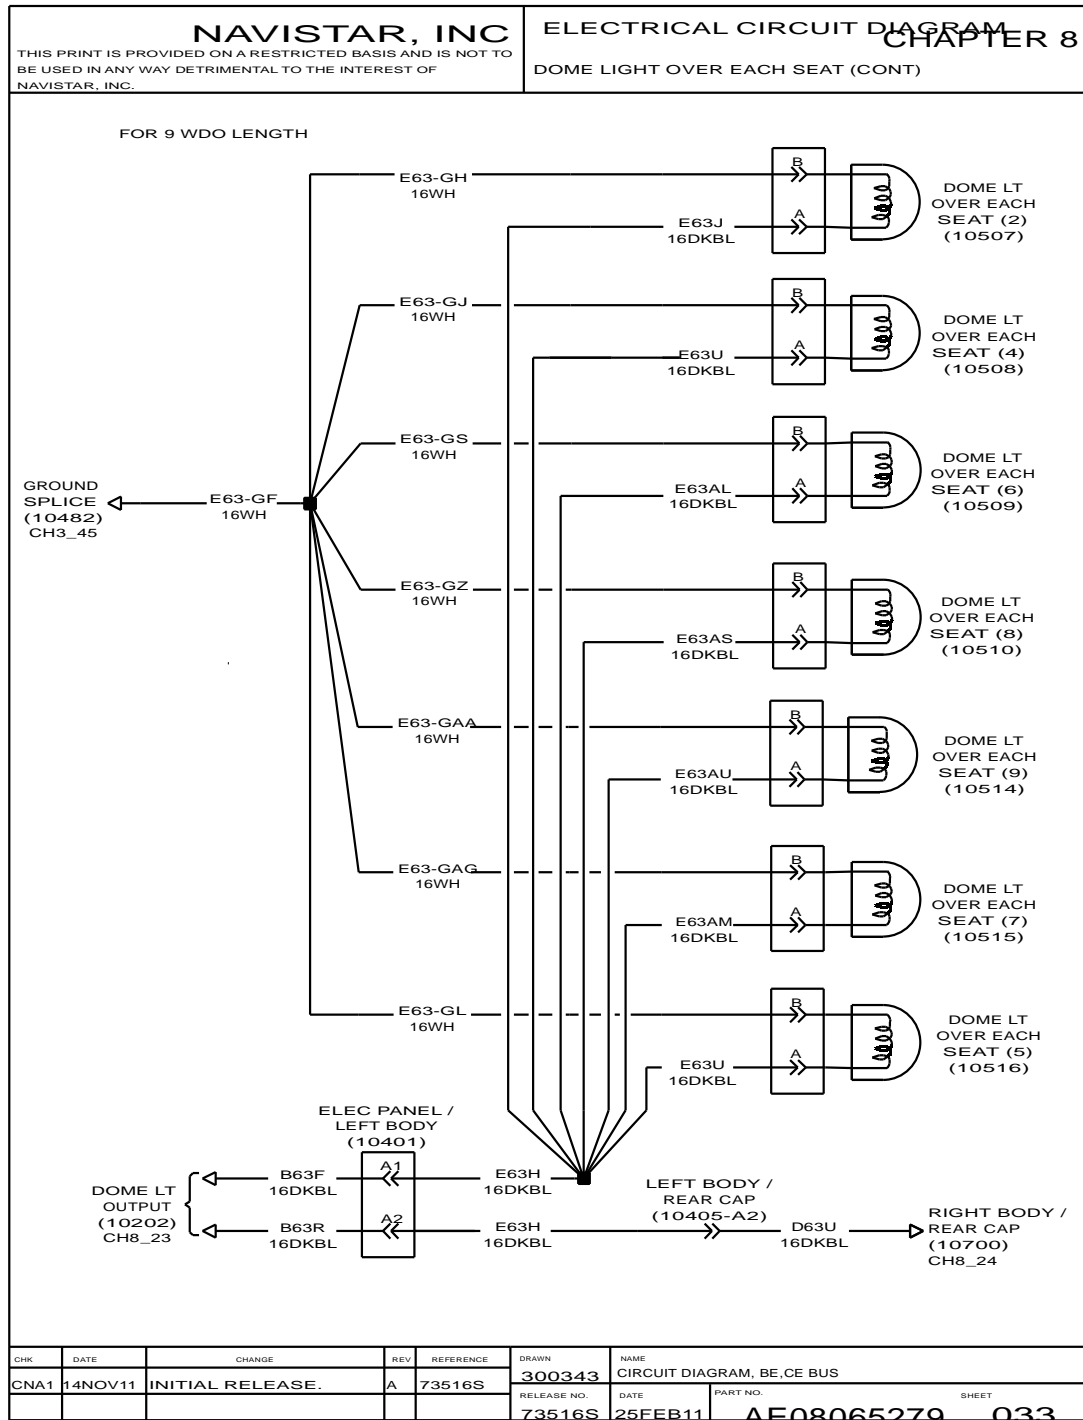 NAVISTAR, INC
THIS PRINT IS PROVIDED ON A RESTRICTED BASIS AND IS NOT TO
BE USED IN ANY WAY DETRIMENTAL TO THE INTEREST OF
NAVISTAR, INC.
ELECTRICAL CIRCUIT DIAGRAM
CHAPTER 8
DOME LIGHT OVER EACH SEAT (CONT)
FOR 9 WDO LENGTH
E63-GH
16WH
B
E63J
16DKBL
A
DOME LT
OVER EACH
SEAT (2)
(10507)
E63-GJ
16WH
B
E63U
16DKBL
A
DOME LT
OVER EACH
SEAT (4)
(10508)
E63-GS
16WH
B
E63AL
16DKBL
A
DOME LT
OVER EACH
SEAT (6)
(10509)
GROUND
SPLICE
(10482)
CH3_45
E63-GF
16WH
E63-GZ
16WH
B
E63AS
16DKBL
A
DOME LT
OVER EACH
SEAT (8)
(10510)
E63-GAA
16WH
B
E63AU
16DKBL
A
DOME LT
OVER EACH
SEAT (9)
(10514)
E63-GAG
16WH
B
E63AM
16DKBL
A
DOME LT
OVER EACH
SEAT (7)
(10515)
E63-GL
16WH
B
E63U
16DKBL
A
DOME LT
OVER EACH
SEAT (5)
(10516)
ELEC PANEL /
LEFT BODY
(10401)
DOME LT
OUTPUT
(10202)
CH8_23
B63F
16DKBL
A1
E63H
16DKBL
B63R
16DKBL
A2
E63H
16DKBL
LEFT BODY /
REAR CAP
(10405-A2)
D63U
16DKBL
RIGHT BODY /
REAR CAP
(10700)
CH8_24
CHK DATE CHANGE REV REFERENCE
CNA1 14NOV11 INITIAL RELEASE. A 73516S
DRAWN
300343
NAME
CIRCUIT DIAGRAM, BE,CE BUS
RELEASE NO.
73516S
DATE
25FEB11
PART NO.
AE08065279
SHEET
033